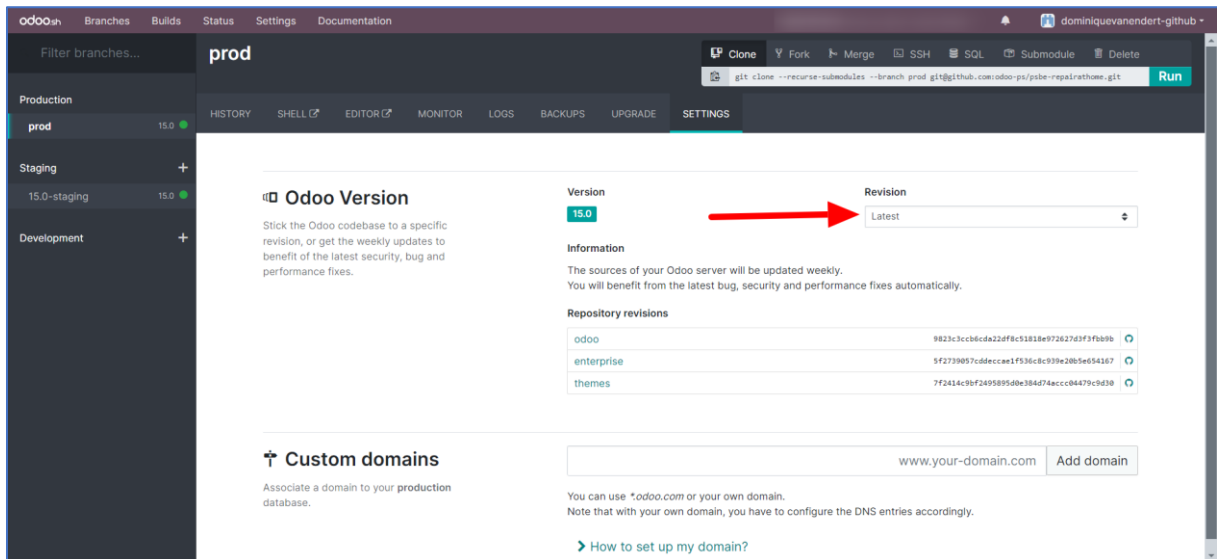 odoo.sh Branches Builds Status Settings Documentation dominiquevanendert-github
Filter branches...
Production
prod 15.0
Staging +
15.0-staging 15.0
Development +
prod
Clone Fork Merge SSH SQL Submodule Delete
git clone --recurse-submodules --branch prod git@github.com:odoo-ps/psbe-repairathome.git Run
HISTORY SHELL EDITOR MONITOR LOGS BACKUPS UPGRADE SETTINGS
Odoo Version
Stick the Odoo codebase to a specific
revision, or get the weekly updates to
benefit of the latest security, bug and
performance fixes.
Version
15.0
Revision
Latest
Information
The sources of your Odoo server will be updated weekly.
You will benefit from the latest bug, security and performance fixes automatically.
Repository revisions
odoo 9823c3ccb6cda22df8c51818e972627d3f3fbb9b
enterprise 5f2739057cddeccae1f536c8c939e20b5e654167
themes 7f2414c9bf2495895d0e384d74accc04479c9d30
Custom domains
Associate a domain to your production
database.
www.your-domain.com Add domain
You can use *.odoo.com or your own domain.
Note that with your own domain, you have to configure the DNS entries accordingly.
How to set up my domain?